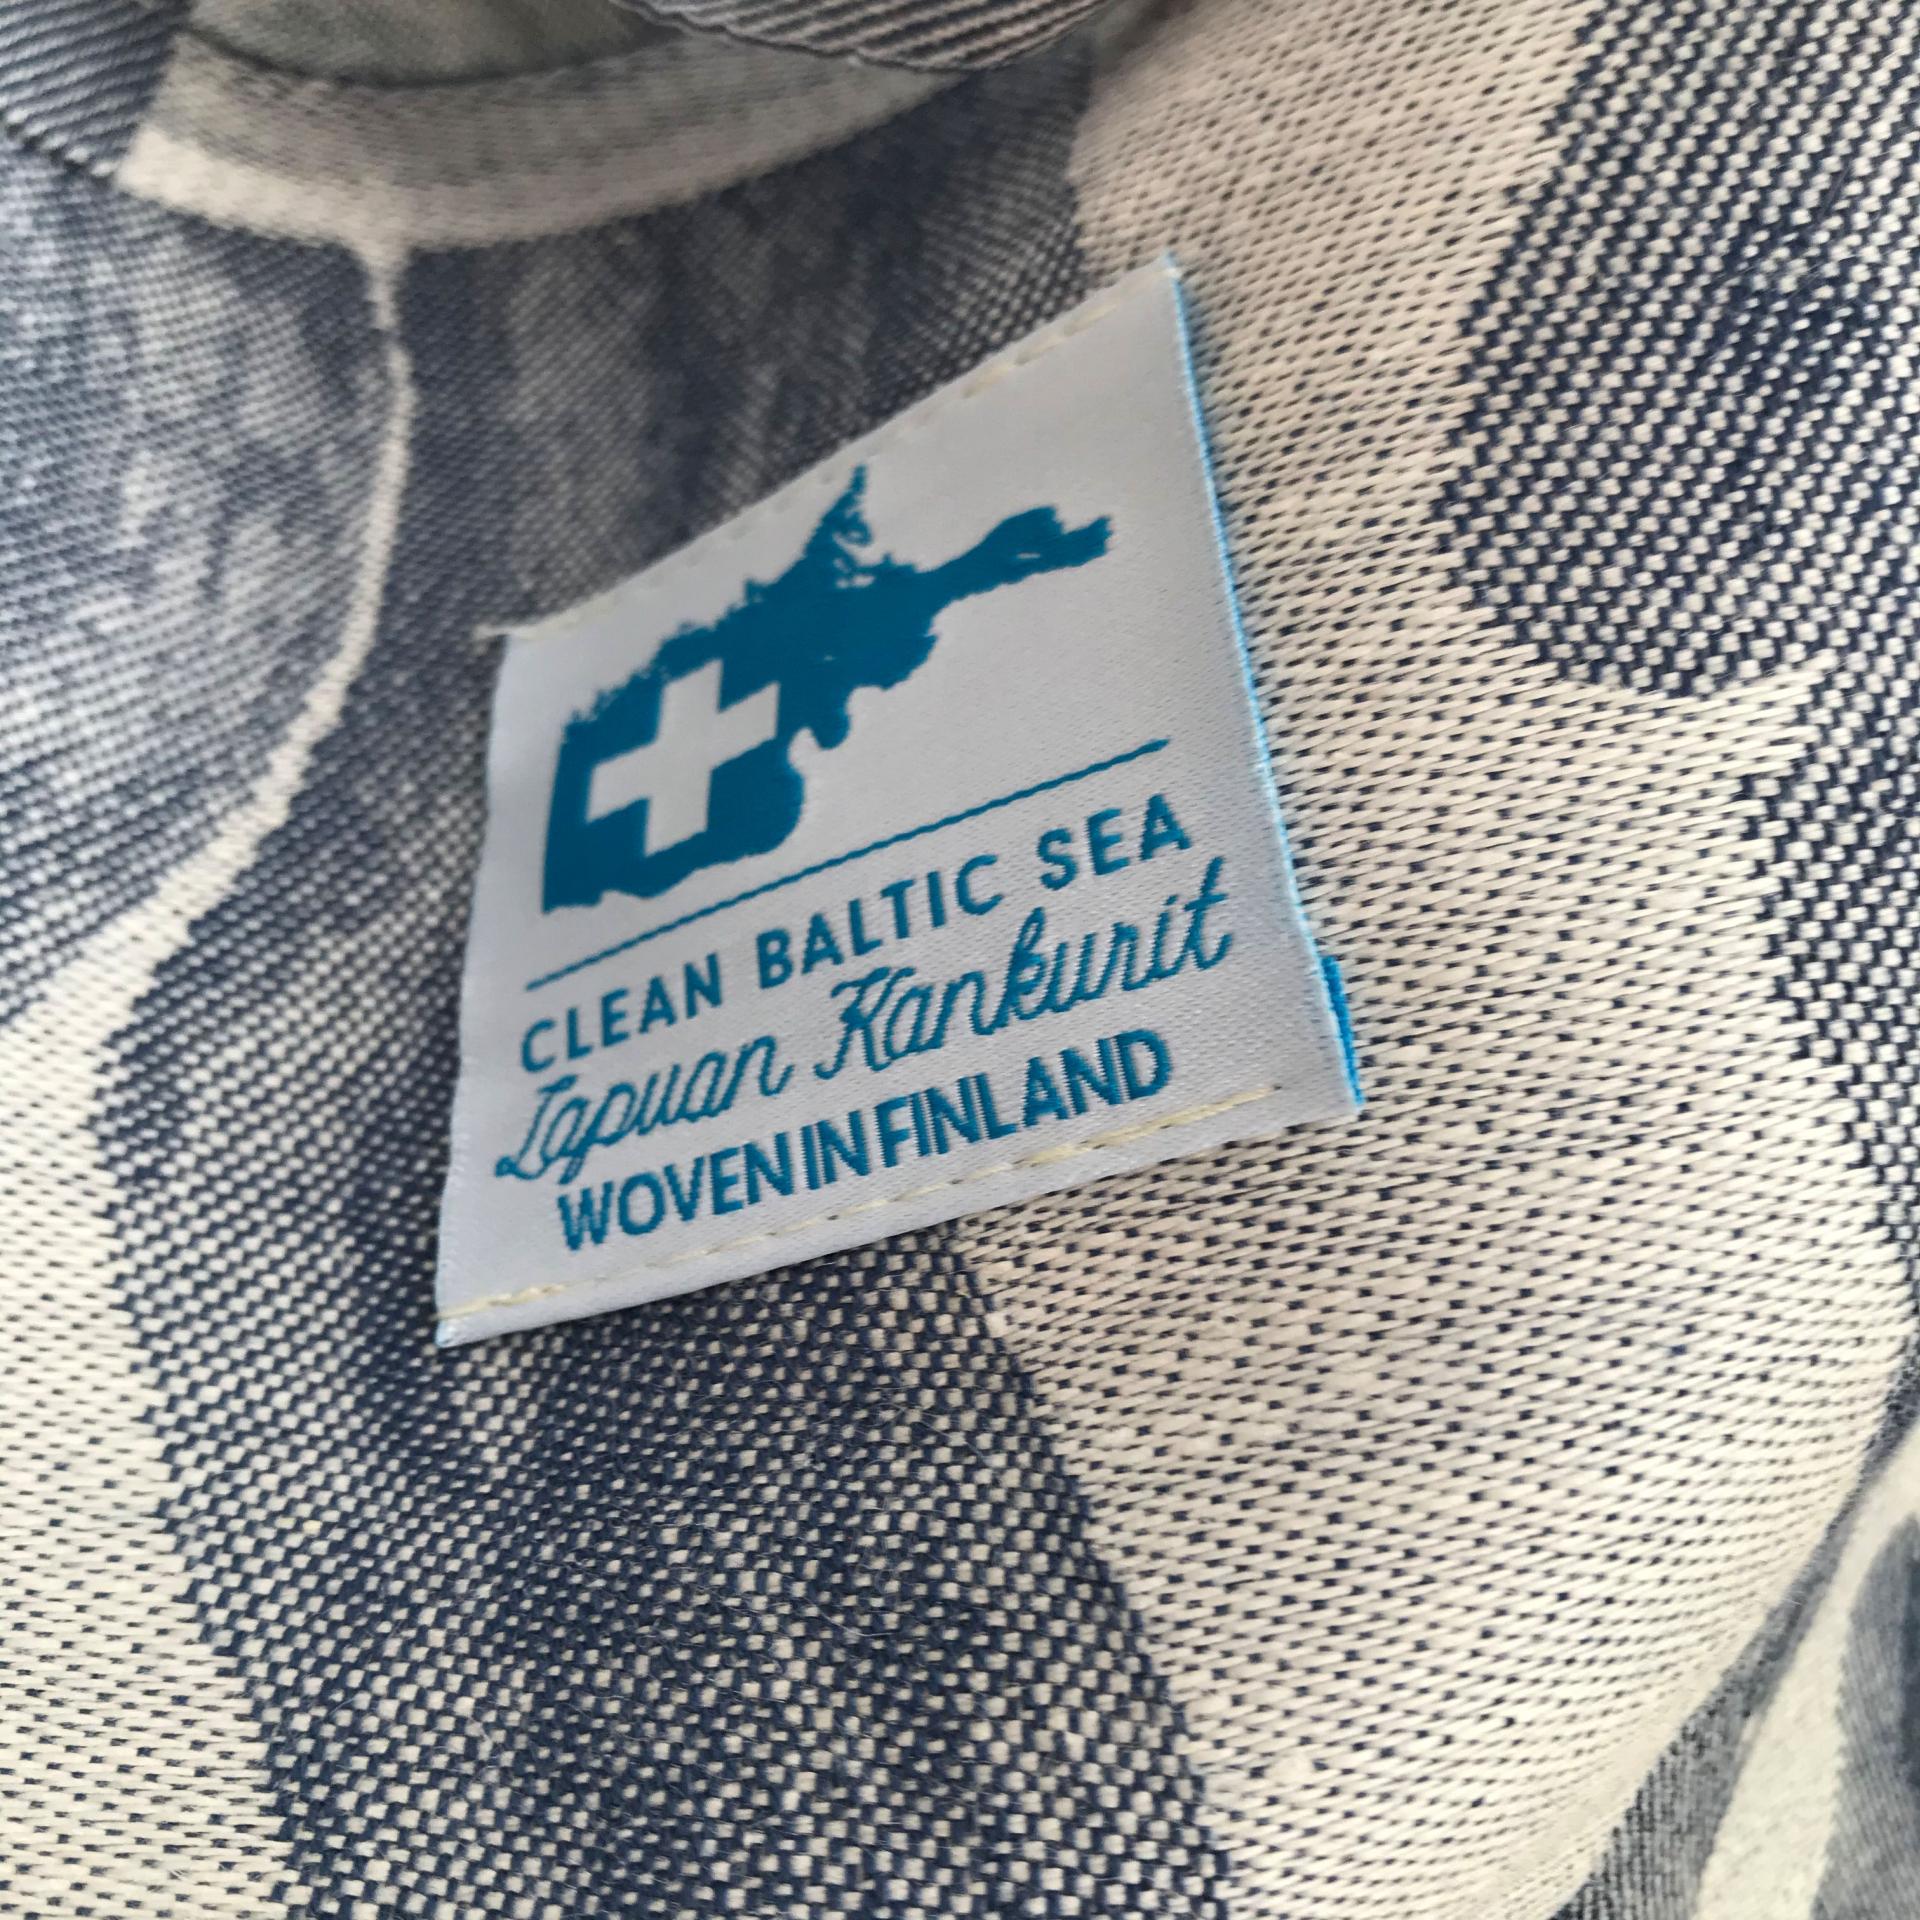 CLEAN BALTIC SEA
Lapuan Kankurit
WOVEN IN FINLAND